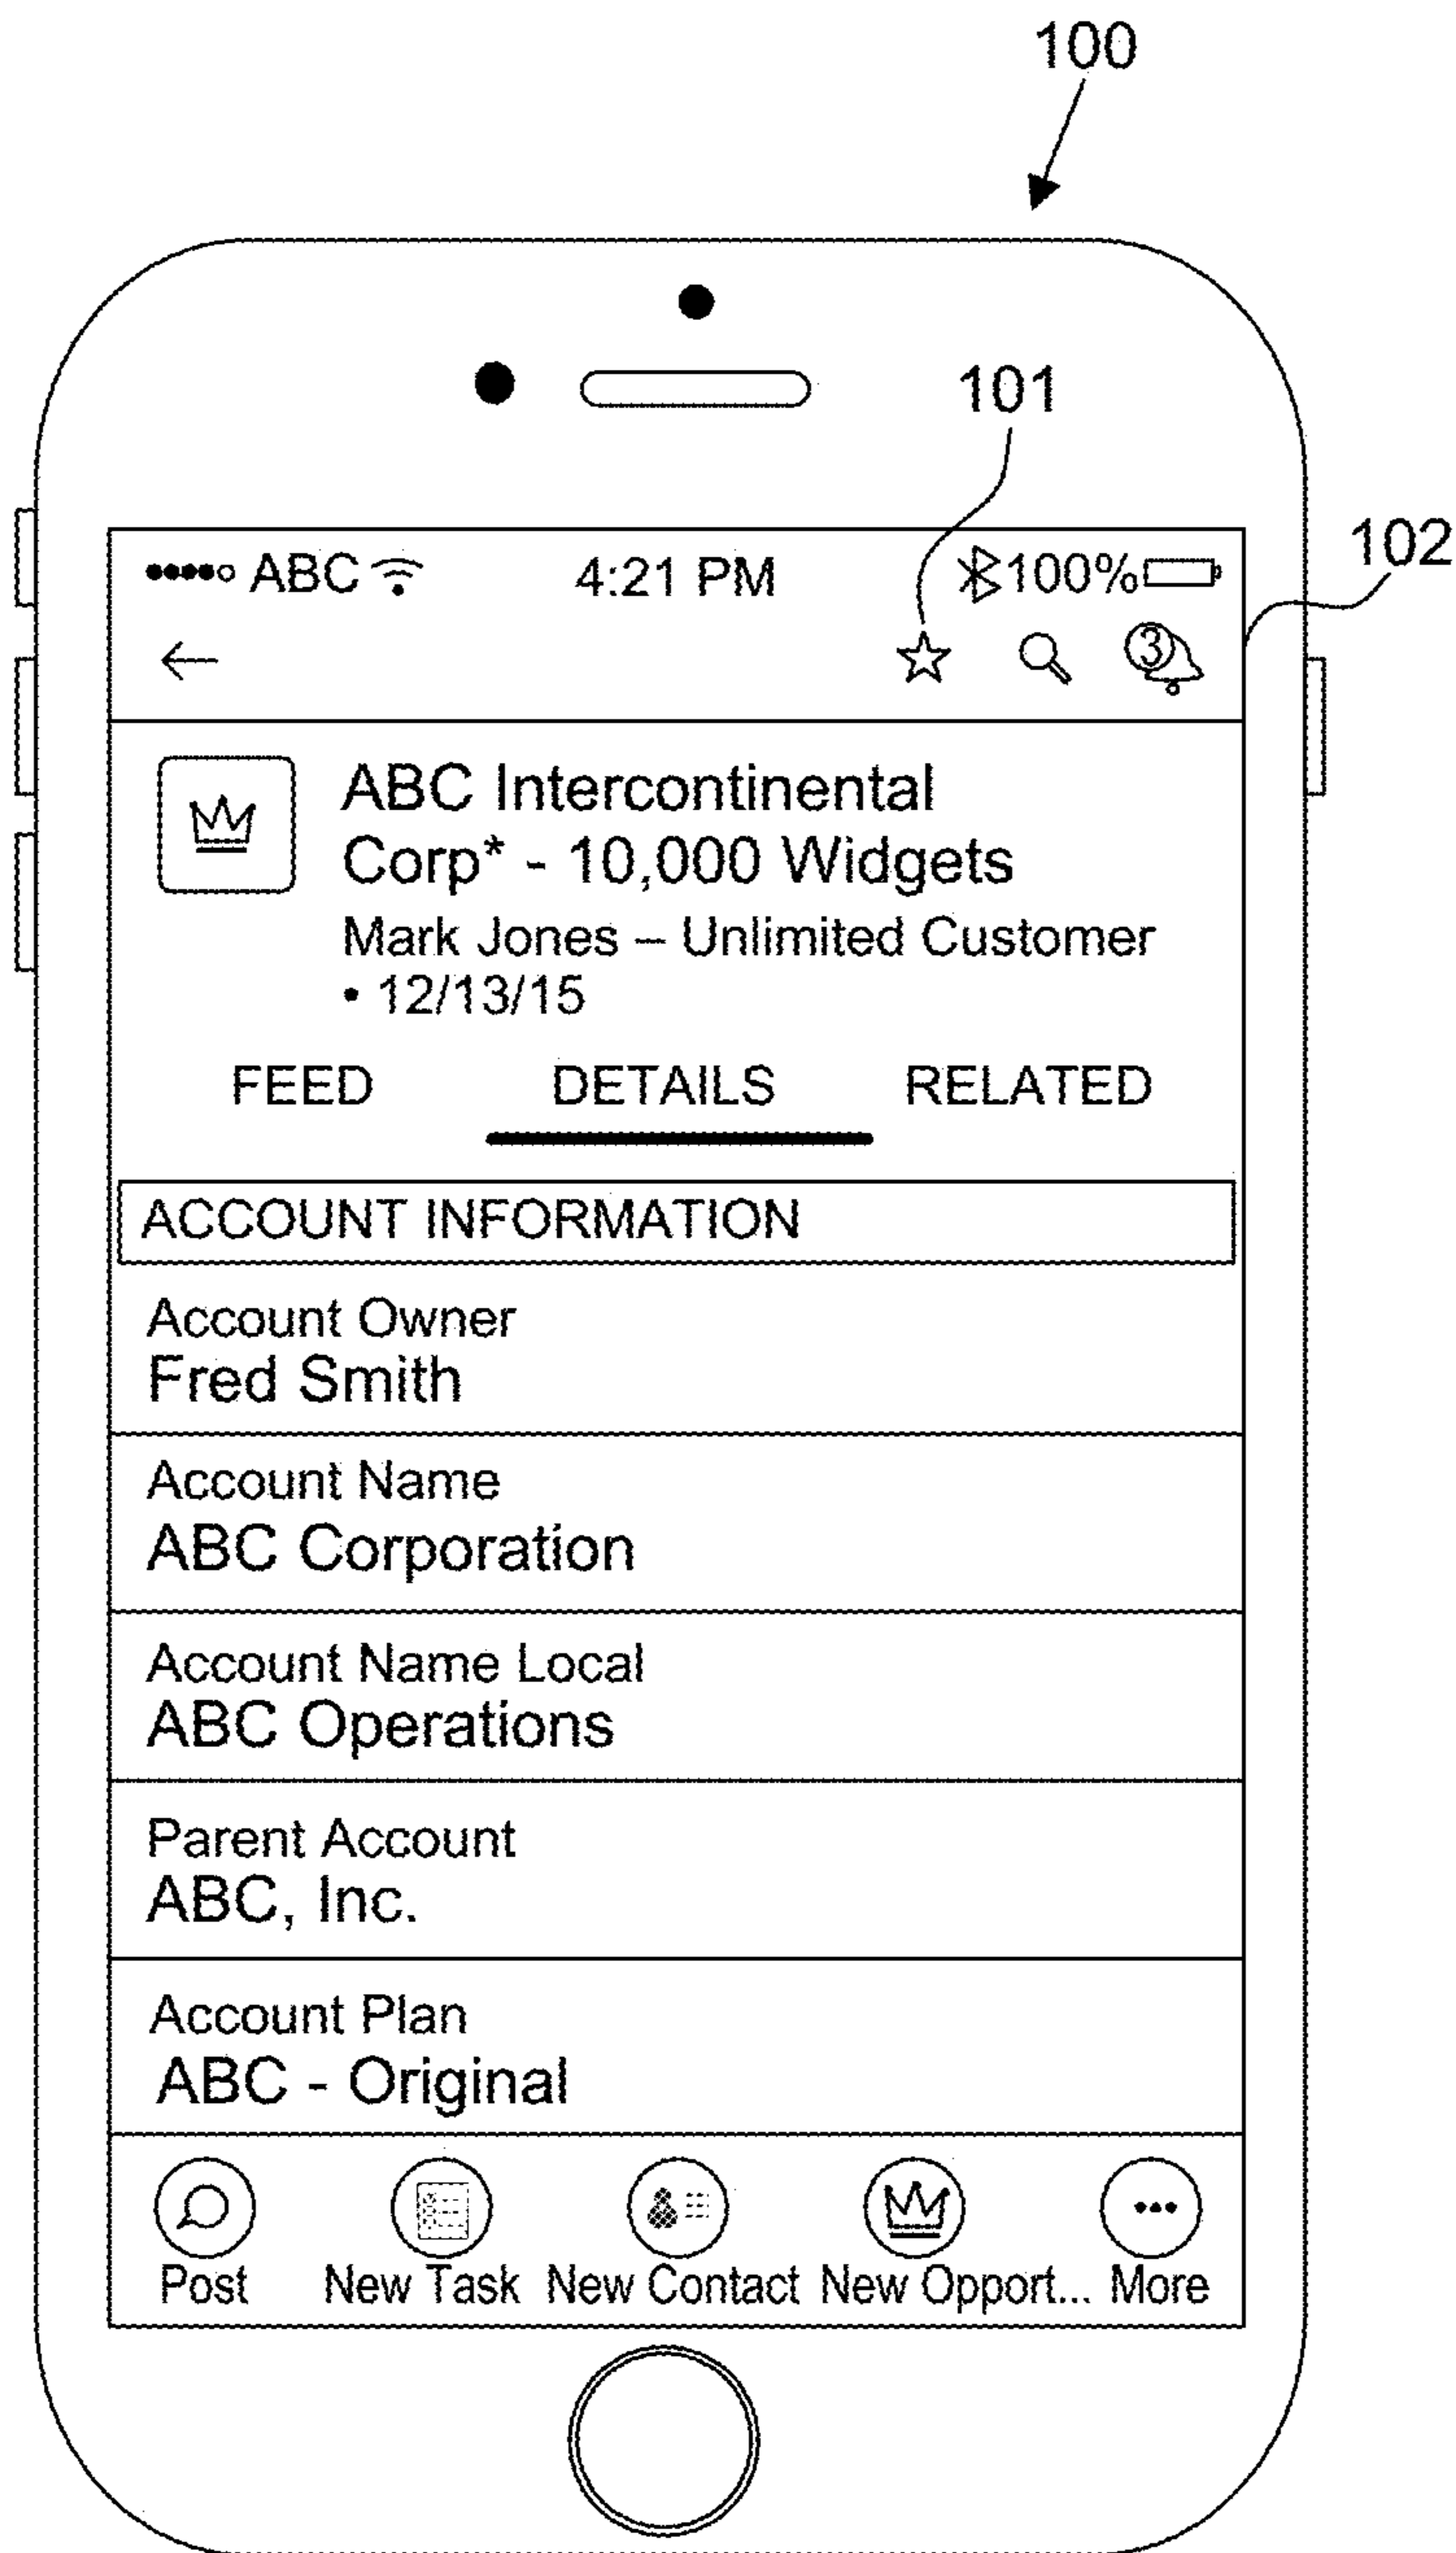 100
101
102
ABC 4:21 PM 100%
3
ABC Intercontinental
Corp* - 10,000 Widgets
Mark Jones – Unlimited Customer
• 12/13/15
FEED DETAILS RELATED
ACCOUNT INFORMATION
Account Owner
Fred Smith
Account Name
ABC Corporation
Account Name Local
ABC Operations
Parent Account
ABC, Inc.
Account Plan
ABC - Original
Post New Task New Contact New Opport... More